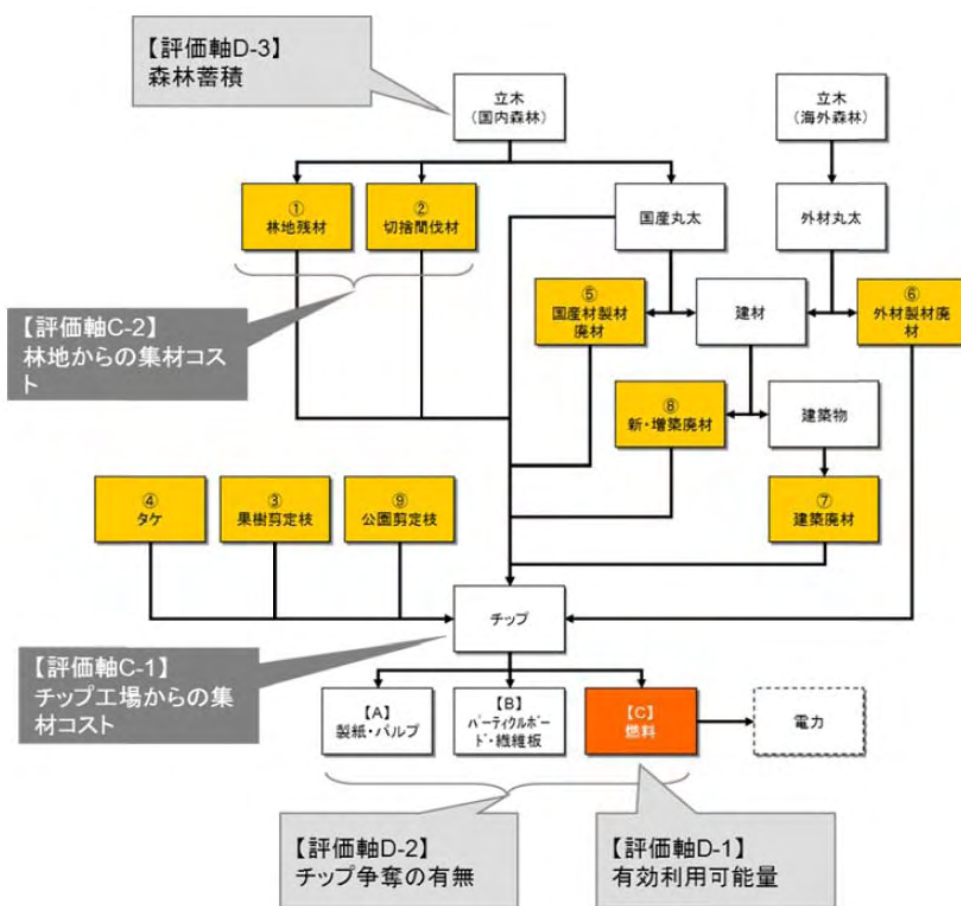 【評価軸D-3】
森林蓄積
立木
(国内森林)
立木
(海外森林)
①
林地残材
②
切捨間伐材
国産丸太
外材丸太
【評価軸C-2】
林地からの集材コス
ト
⑤
国産材製材
廃材
建材
⑥
外材製材廃
材
⑧
新・増築廃材
建築物
④
タケ
③
果樹剪定枝
⑨
公園剪定枝
⑦
建築廃材
チップ
【評価軸C-1】
チップ工場からの集
材コスト
【A】
製紙・パルプ
【B】
パーティクルボー
ド・繊維板
【C】
燃料
電力
【評価軸D-2】
チップ争奪の有無
【評価軸D-1】
有効利用可能量